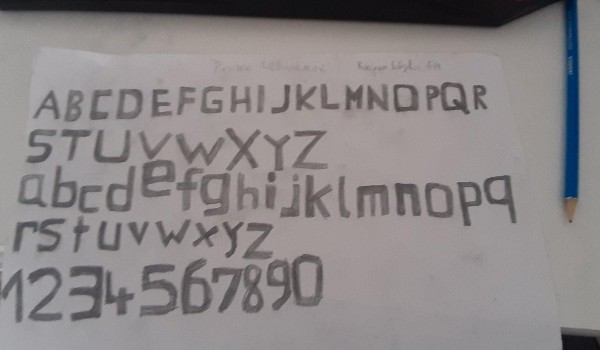 ABCDEFGHIJKLMNOPQR
STUVWXYZ
abcdefghijklmnopq
rstuvwxyz
1234567890